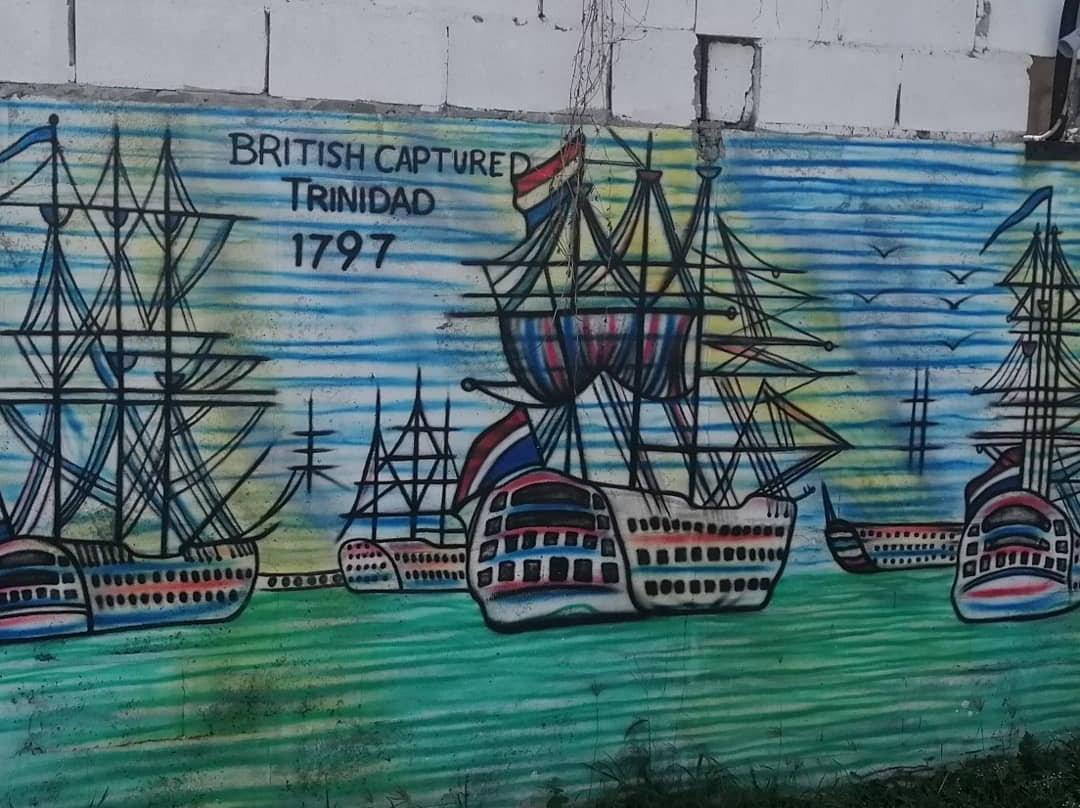 BRITISH CAPTURED
TRINIDAD
1797